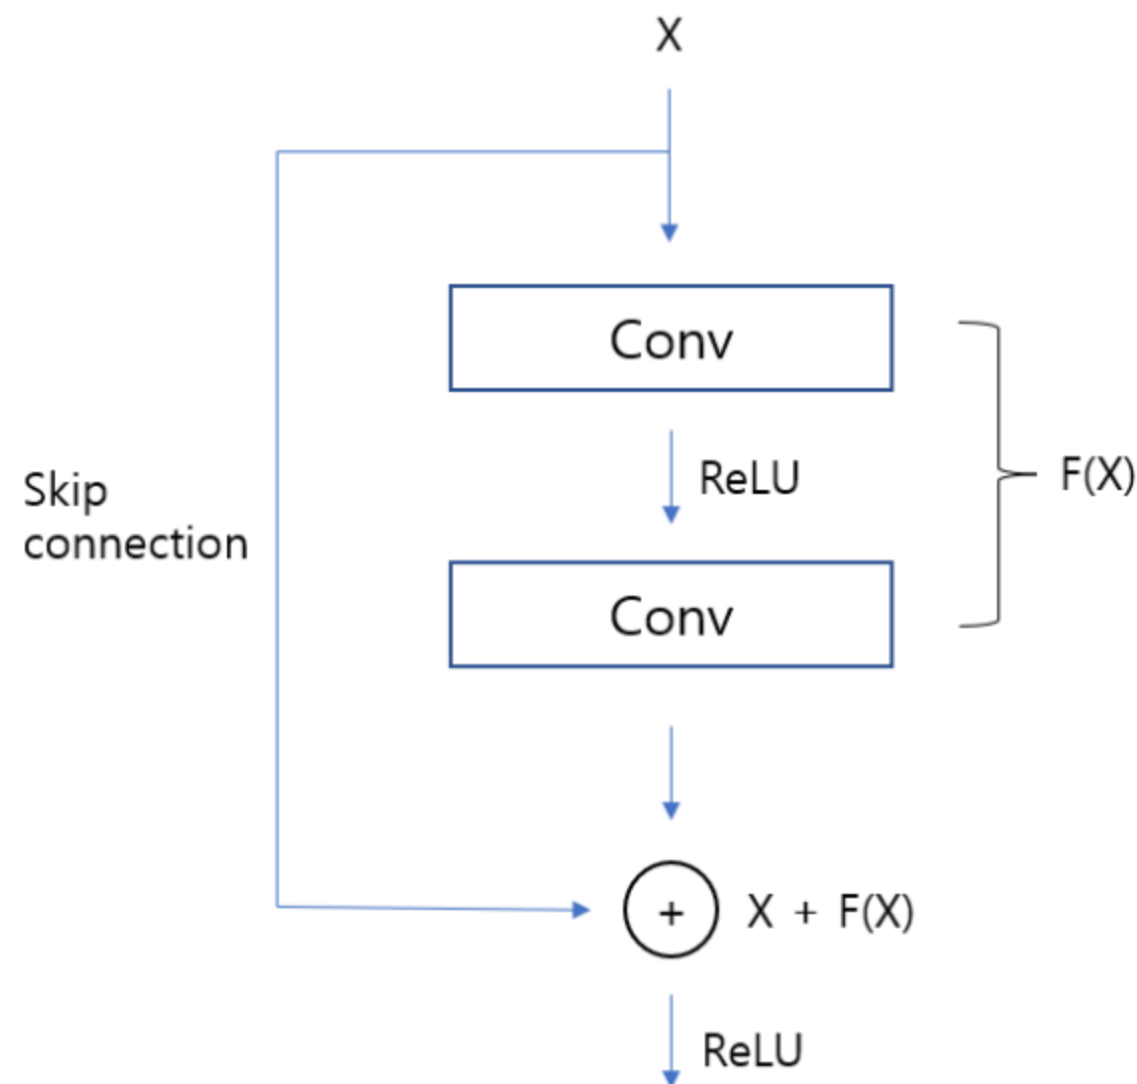 X
Conv
ReLU
F(X)
Skip
connection
Conv
+
X + F(X)
ReLU